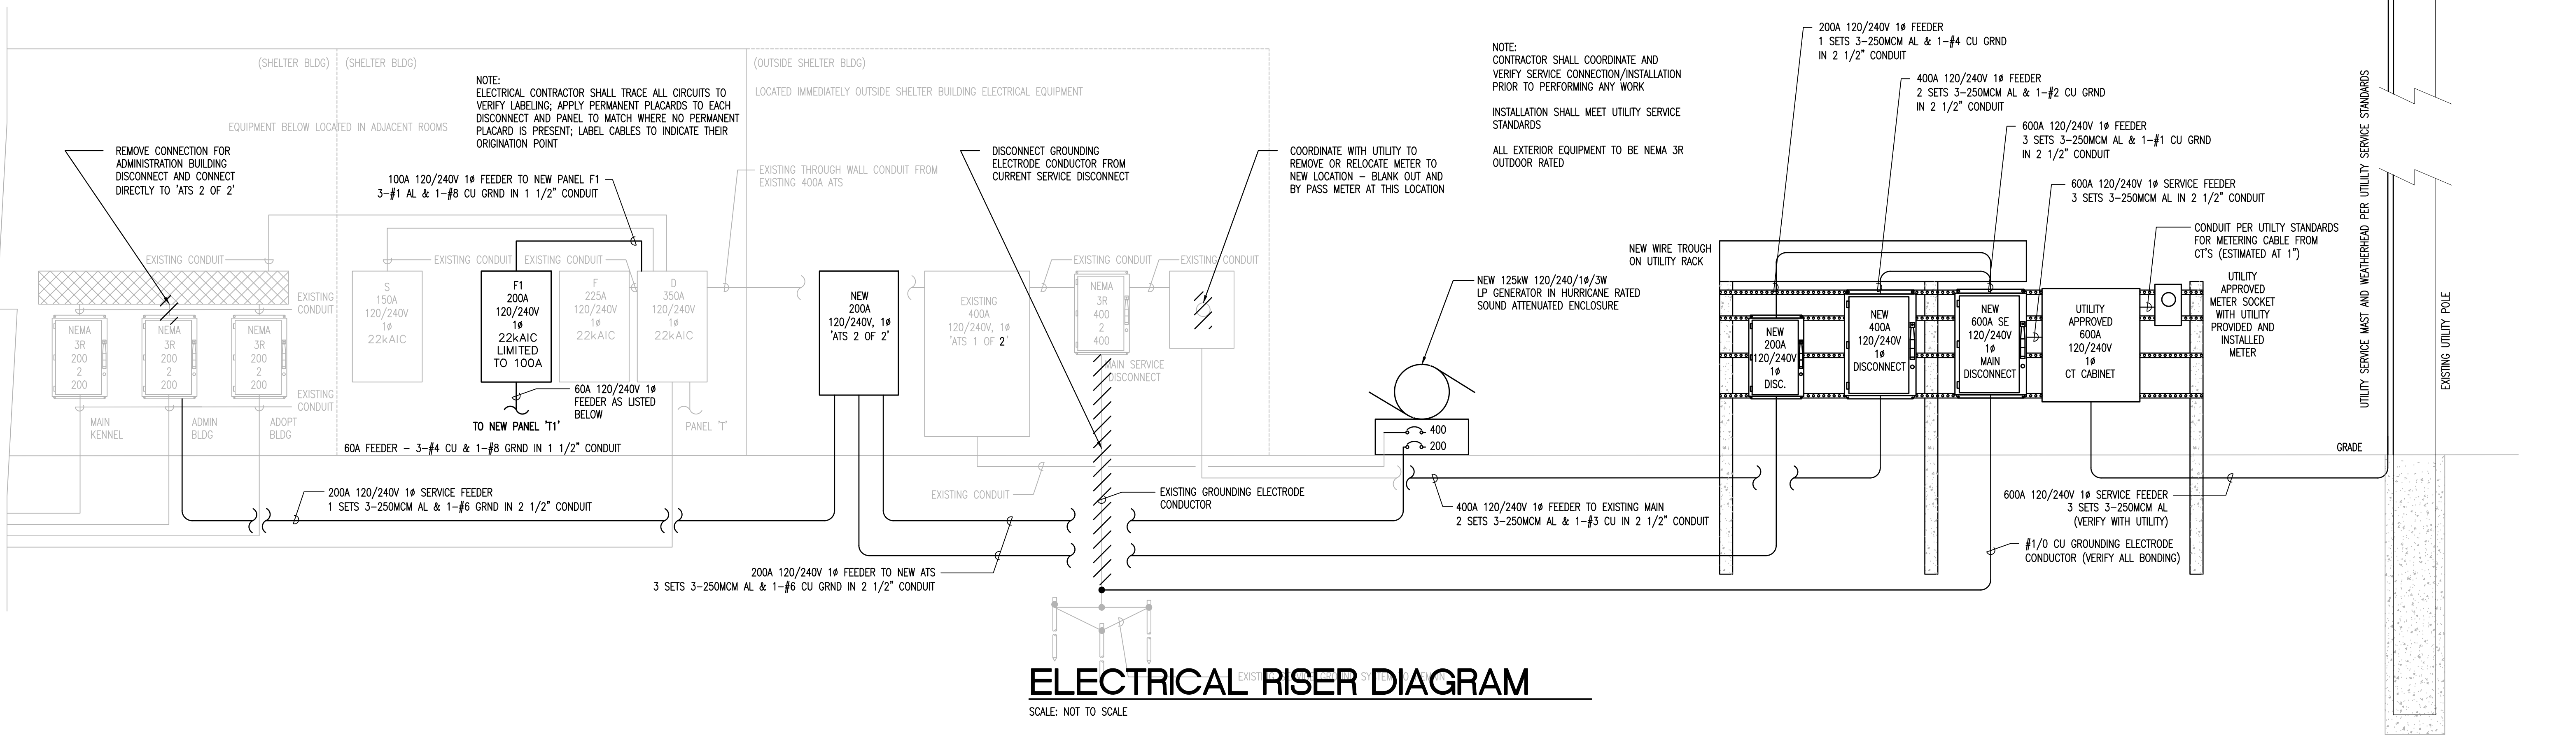 (SHELTER BLDG)
(SHELTER BLDG)
(OUTSIDE SHELTER BLDG)
LOCATED IMMEDIATELY OUTSIDE SHELTER BUILDING ELECTRICAL EQUIPMENT
EQUIPMENT BELOW LOCATED IN ADJACENT ROOMS
NOTE:
ELECTRICAL CONTRACTOR SHALL TRACE ALL CIRCUITS TO
VERIFY LABELING; APPLY PERMANENT PLACARDS TO EACH
DISCONNECT AND PANEL TO MATCH WHERE NO PERMANENT
PLACARD IS PRESENT; LABEL CABLES TO INDICATE THEIR
ORIGINATION POINT
REMOVE CONNECTION FOR
ADMINISTRATION BUILDING
DISCONNECT AND CONNECT
DIRECTLY TO 'ATS 2 OF 2'
100A 120/240V 1ø FEEDER TO NEW PANEL F1
3-#1 AL & 1-#8 CU GRND IN 1 1/2" CONDUIT
EXISTING THROUGH WALL CONDUIT FROM
EXISTING 400A ATS
DISCONNECT GROUNDING
ELECTRODE CONDUCTOR FROM
CURRENT SERVICE DISCONNECT
COORDINATE WITH UTILITY TO
REMOVE OR RELOCATE METER TO
NEW LOCATION - BLANK OUT AND
BY PASS METER AT THIS LOCATION
NOTE:
CONTRACTOR SHALL COORDINATE AND
VERIFY SERVICE CONNECTION/INSTALLATION
PRIOR TO PERFORMING ANY WORK
INSTALLATION SHALL MEET UTILITY SERVICE
STANDARDS
ALL EXTERIOR EQUIPMENT TO BE NEMA 3R
OUTDOOR RATED
200A 120/240V 1ø FEEDER
1 SETS 3-250MCM AL & 1-#4 CU GRND
IN 2 1/2" CONDUIT
400A 120/240V 1ø FEEDER
2 SETS 3-250MCM AL & 1-#2 CU GRND
IN 2 1/2" CONDUIT
600A 120/240V 1ø FEEDER
3 SETS 3-250MCM AL & 1-#1 CU GRND
IN 2 1/2" CONDUIT
600A 120/240V 1ø SERVICE FEEDER
3 SETS 3-250MCM AL IN 2 1/2" CONDUIT
CONDUIT PER UTILTY STANDARDS
FOR METERING CABLE FROM
CT'S (ESTIMATED AT 1")
UTILITY
APPROVED
METER SOCKET
WITH UTILITY
PROVIDED AND
INSTALLED
METER
UTILITY SERVICE MAST AND WEATHERHEAD PER UTILILTY SERVICE STANDARDS
EXISTING UTILITY POLE
EXISTING CONDUIT
EXISTING CONDUIT
EXISTING CONDUIT
EXISTING CONDUIT
EXISTING CONDUIT
EXISTING
CONDUIT
EXISTING
CONDUIT
NEMA
3R
200
2
200
NEMA
3R
200
2
200
NEMA
3R
200
2
200
MAIN
KENNEL
ADMIN
BLDG
ADOPT
BLDG
S
150A
120/240V
1ø
22kAIC
F1
200A
120/240V
1ø
22kAIC
LIMITED
TO 100A
F
225A
120/240V
1ø
22kAIC
D
350A
120/240V
1ø
22kAIC
60A 120/240V 1ø
FEEDER AS LISTED
BELOW
TO NEW PANEL 'T1'
PANEL 'T'
60A FEEDER - 3-#4 CU & 1-#8 GRND IN 1 1/2" CONDUIT
NEW
200A
120/240V, 1ø
'ATS 2 OF 2'
EXISTING
400A
120/240V, 1ø
'ATS 1 OF 2'
NEMA
3R
400
2
400
MAIN SERVICE
DISCONNECT
NEW 125kW 120/240/1ø/3W
LP GENERATOR IN HURRICANE RATED
SOUND ATTENUATED ENCLOSURE
400
200
NEW WIRE TROUGH
ON UTILITY RACK
NEW
200A
120/240V
1ø
DISC.
NEW
400A
120/240V
1ø
DISCONNECT
NEW
600A SE
120/240V
1ø
MAIN
DISCONNECT
UTILITY
APPROVED
600A
120/240V
1ø
CT CABINET
GRADE
200A 120/240V 1ø SERVICE FEEDER
1 SETS 3-250MCM AL & 1-#6 GRND IN 2 1/2" CONDUIT
EXISTING CONDUIT
EXISTING GROUNDING ELECTRODE
CONDUCTOR
400A 120/240V 1ø FEEDER TO EXISTING MAIN
2 SETS 3-250MCM AL & 1-#3 CU IN 2 1/2" CONDUIT
600A 120/240V 1ø SERVICE FEEDER
3 SETS 3-250MCM AL
(VERIFY WITH UTILITY)
#1/0 CU GROUNDING ELECTRODE
CONDUCTOR (VERIFY ALL BONDING)
200A 120/240V 1ø FEEDER TO NEW ATS
3 SETS 3-250MCM AL & 1-#6 CU GRND IN 2 1/2" CONDUIT
EXISTING SERVICE GROUND SYSTEM TO REMAIN
ELECTRICAL RISER DIAGRAM
SCALE: NOT TO SCALE